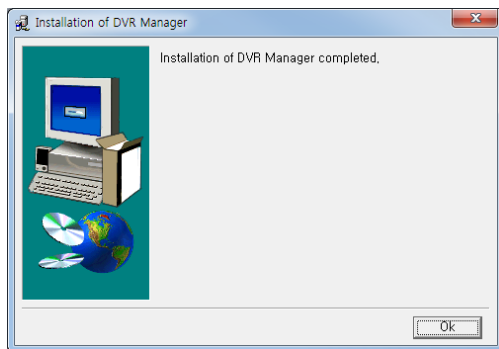 Installation of DVR Manager
Installation of DVR Manager completed,
Ok